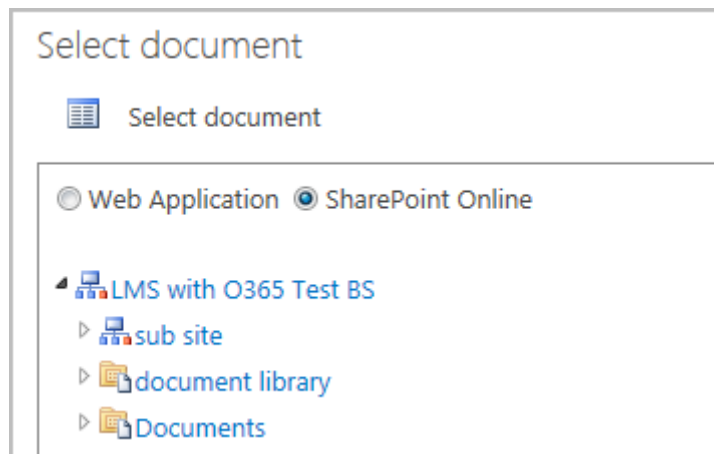 Select document
Select document
Web Application SharePoint Online
LMS with O365 Test BS
sub site
document library
Documents